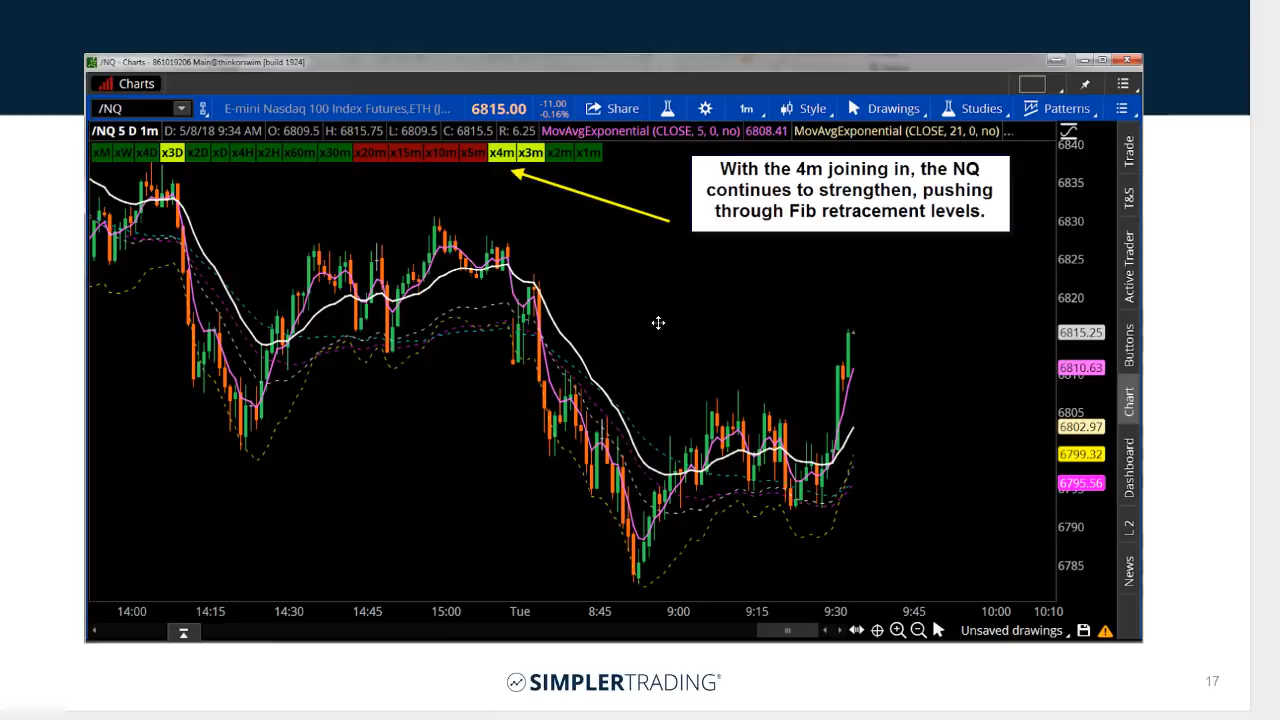 /NQ - Charts - 861019206 Main@thinkorswim [build 1924]
Charts
/NQ E-mini Nasdaq 100 Index Futures,ETH (J... 6815.00 -11.00 -0.16% Share 1m Style Drawings Studies Patterns
/NQ 5 D 1m D: 5/8/18 9:34 AM O: 6809.5 H: 6815.75 L: 6809.5 C: 6815.5 R: 6.25 MovAvgExponential (CLOSE, 5, 0, no) 6808.41 MovAvgExponential (CLOSE, 21, 0, no) ...
xM xW x4D x3D x2D xD x4H x2H x60m x30m x20m x15m x10m x5m x4m x3m x2m x1m
With the 4m joining in, the NQ
continues to strengthen, pushing
through Fib retracement levels.
6840
6835
6830
6825
6820
6815.25
6810.63
6805
6802.97
6799.32
6795.56
6790
6785
Trade
T&S
Active Trader
Buttons
Chart
Dashboard
L 2
News
14:00 14:15 14:30 14:45 15:00 Tue 8:45 9:00 9:15 9:30 9:45 10:00 10:10
Unsaved drawings
SIMPLERTRADING®
17